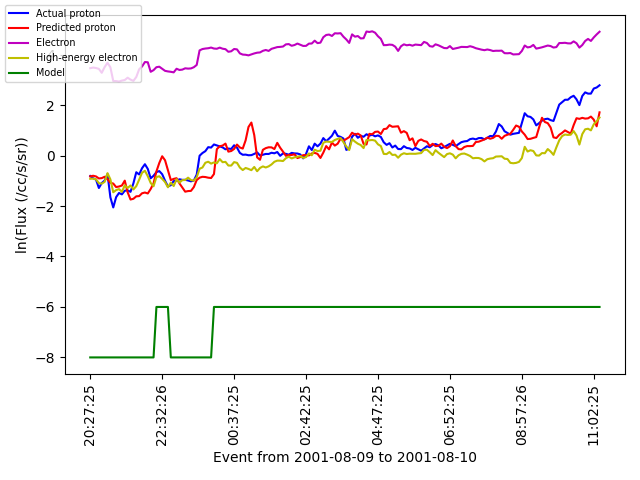 Actual proton
Predicted proton
Electron
High-energy electron
Model
2
0
−2
−4
−6
−8
ln(Flux (/cc/s/sr))
20:27:25
22:32:26
00:37:25
02:42:25
04:47:25
06:52:25
08:57:26
11:02:25
Event from 2001-08-09 to 2001-08-10